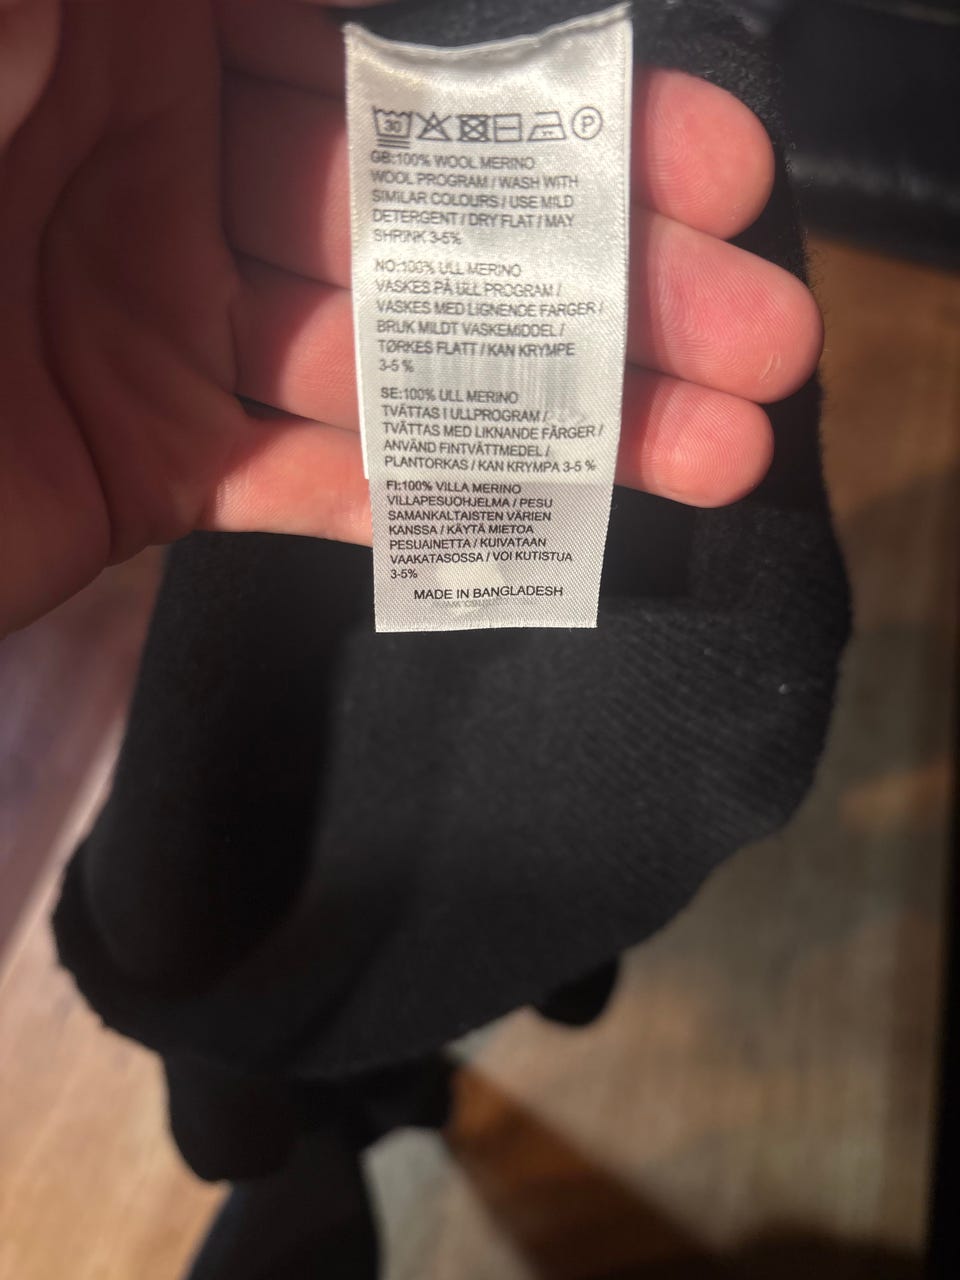 30 P
GB:100% WOOL MERINO
WOOL PROGRAM / WASH WITH
SIMILAR COLOURS / USE MILD
DETERGENT / DRY FLAT / MAY
SHRINK 3-5%
NO:100% ULL MERINO
VASKES PÅ ULL PROGRAM /
VASKES MED LIGNENDE FARGER /
BRUK MILDT VASKEMIDDEL /
TØRKES FLATT / KAN KRYMPE
3-5 %
SE:100% ULL MERINO
TVÄTTAS I ULLPROGRAM /
TVÄTTAS MED LIKNANDE FÄRGER /
ANVÄND FINTVÄTTMEDEL /
PLANTORKAS / KAN KRYMPA 3-5 %
FI:100% VILLA MERINO
VILLAPESUOHJELMA / PESU
SAMANKALTAISTEN VÄRIEN
KANSSA / KÄYTÄ MIETOA
PESUAINETTA / KUIVATAAN
VAAKATASOSSA / VOI KUTISTUA
3-5%
MADE IN BANGLADESH